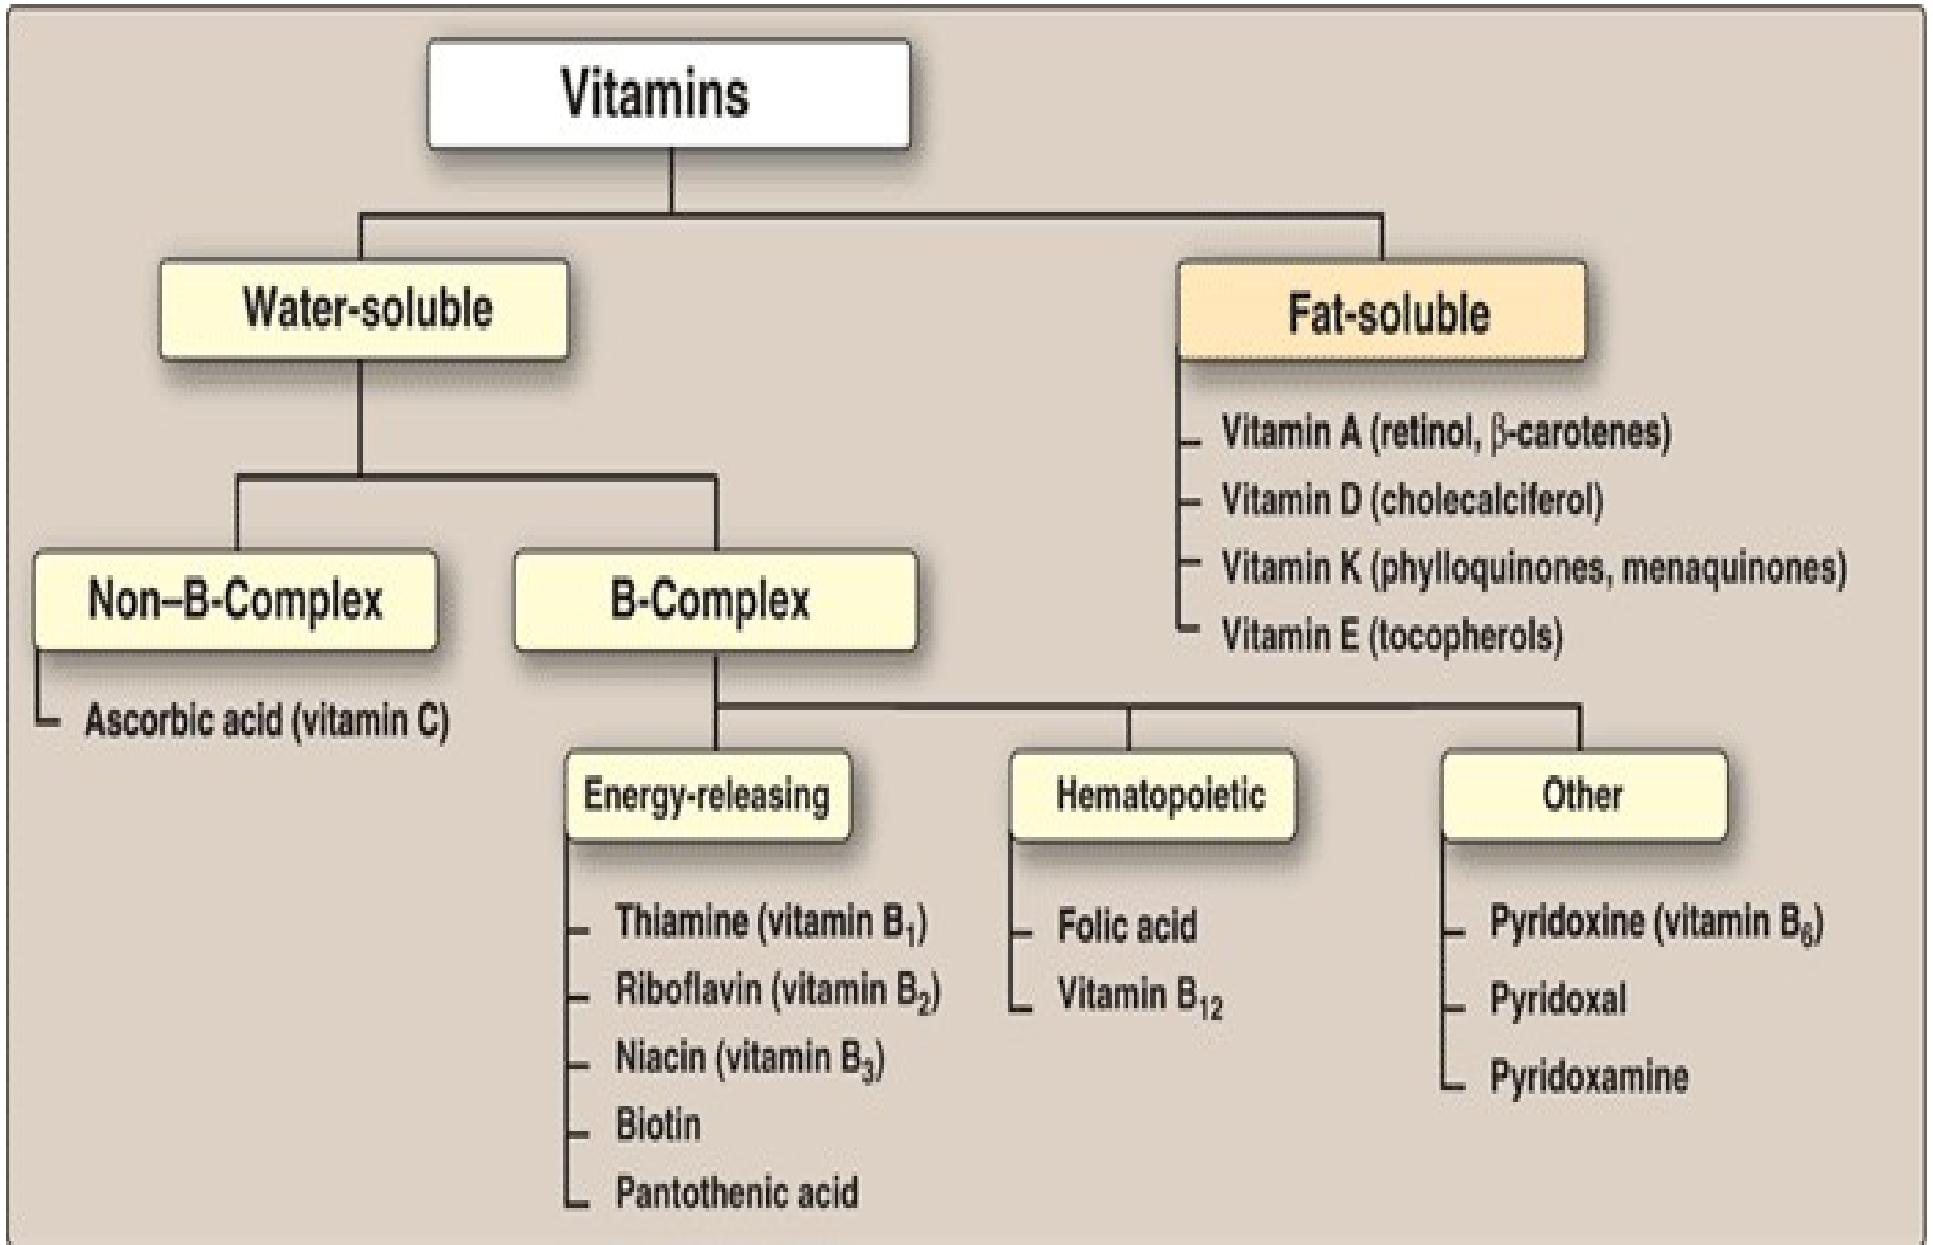 Vitamins
Water-soluble
Fat-soluble
Vitamin A (retinol, β-carotenes)
Vitamin D (cholecalciferol)
Vitamin K (phylloquinones, menaquinones)
Vitamin E (tocopherols)
Non–B-Complex
B-Complex
Ascorbic acid (vitamin C)
Energy-releasing
Hematopoietic
Other
Thiamine (vitamin B₁)
Riboflavin (vitamin B₂)
Niacin (vitamin B₃)
Biotin
Pantothenic acid
Folic acid
Vitamin B₁₂
Pyridoxine (vitamin B₆)
Pyridoxal
Pyridoxamine